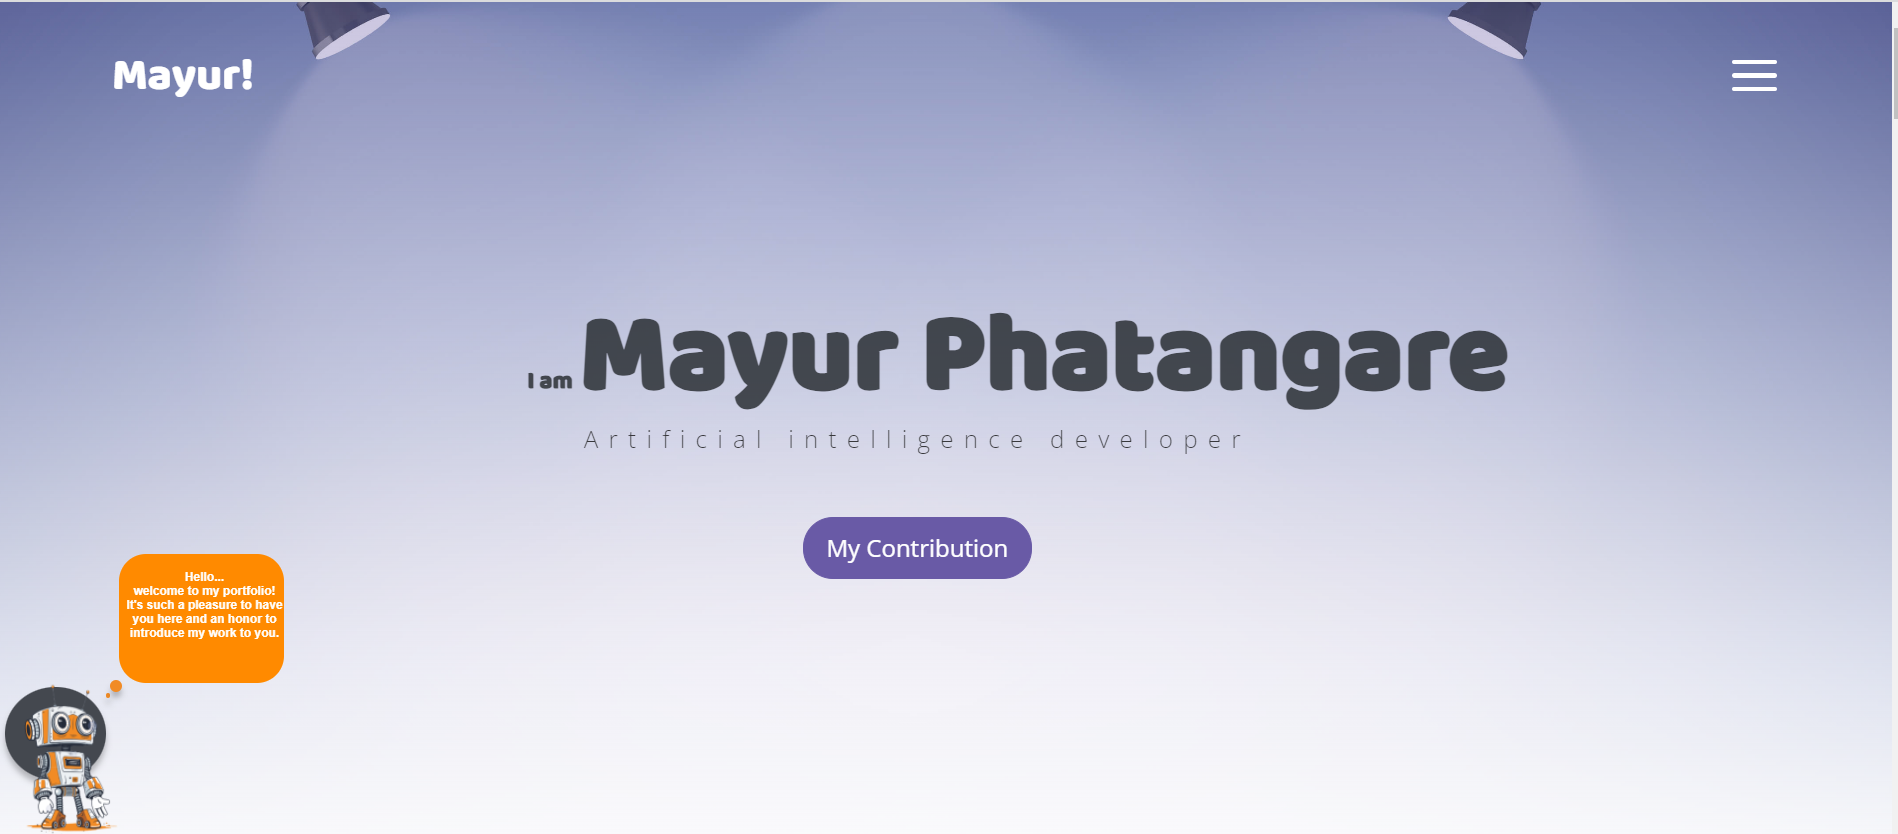 Mayur!
I am Mayur Phatangare
Artificial intelligence developer
My Contribution
Hello...
welcome to my portfolio!
It's such a pleasure to have
you here and an honor to
introduce my work to you.